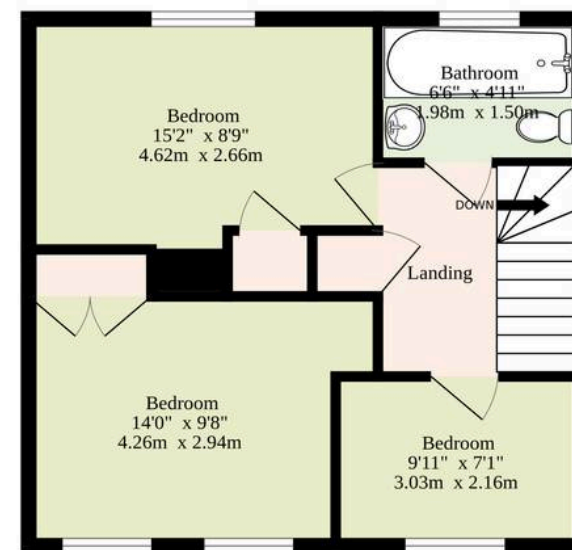 Bedroom
15'2" x 8'9"
4.62m x 2.66m
Bathroom
6'6" x 4'11"
1.98m x 1.50m
DOWN
Landing
Bedroom
14'0" x 9'8"
4.26m x 2.94m
Bedroom
9'11" x 7'1"
3.03m x 2.16m